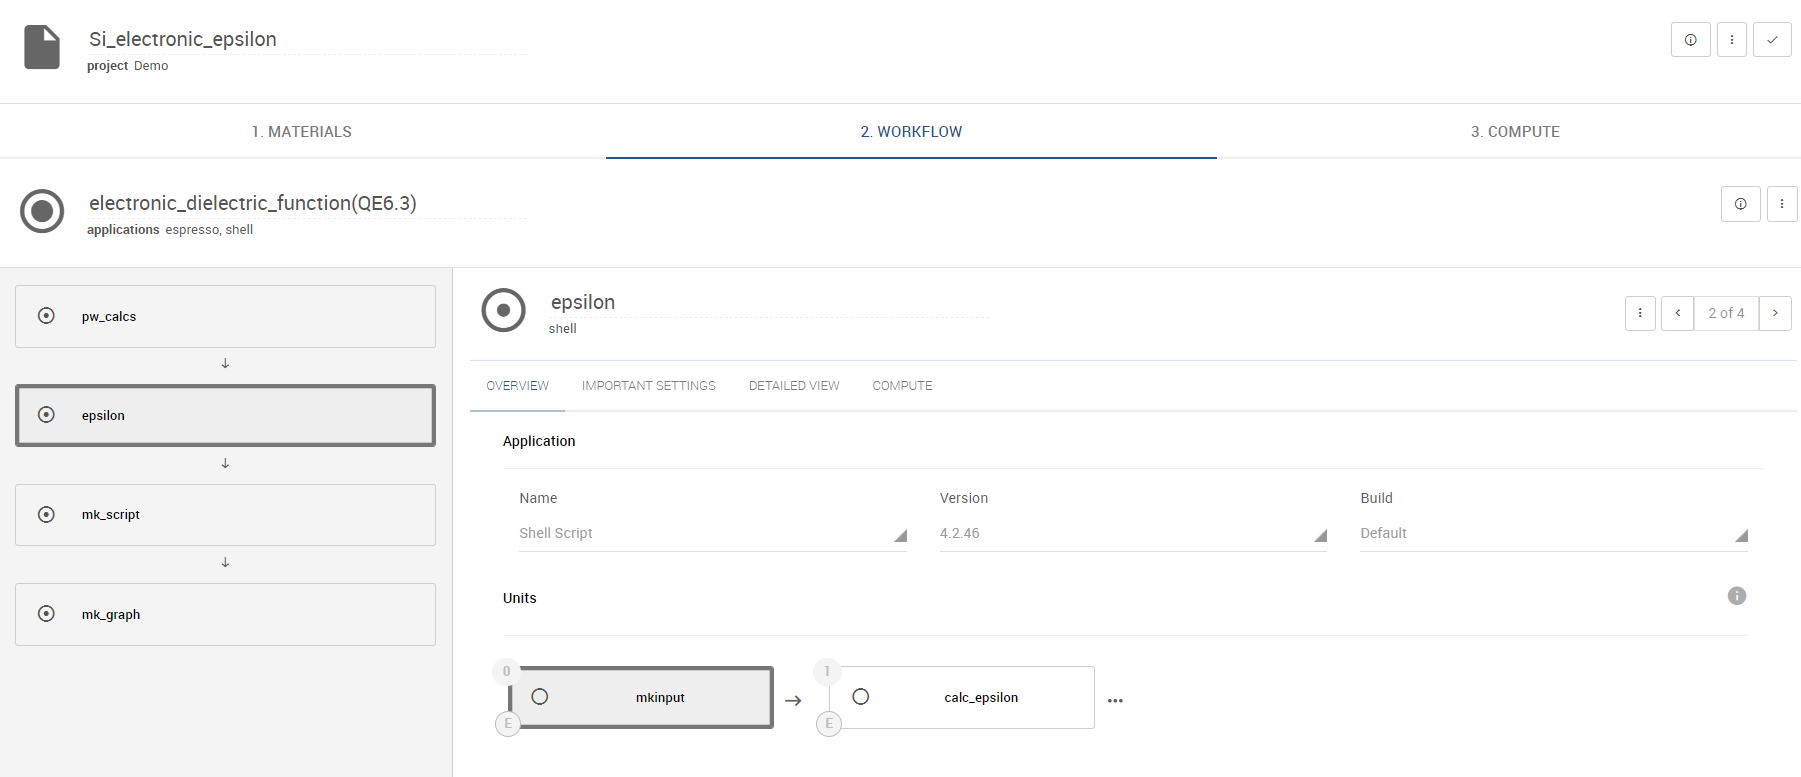 Si_electronic_epsilon
project Demo
1. MATERIALS 2. WORKFLOW 3. COMPUTE
electronic_dielectric_function(QE6.3)
applications espresso, shell
pw_calcs
epsilon
mk_script
mk_graph
epsilon
shell
2 of 4
OVERVIEW IMPORTANT SETTINGS DETAILED VIEW COMPUTE
Application
Name Version Build
Shell Script 4.2.46 Default
Units
0 1
mkinput calc_epsilon
E E